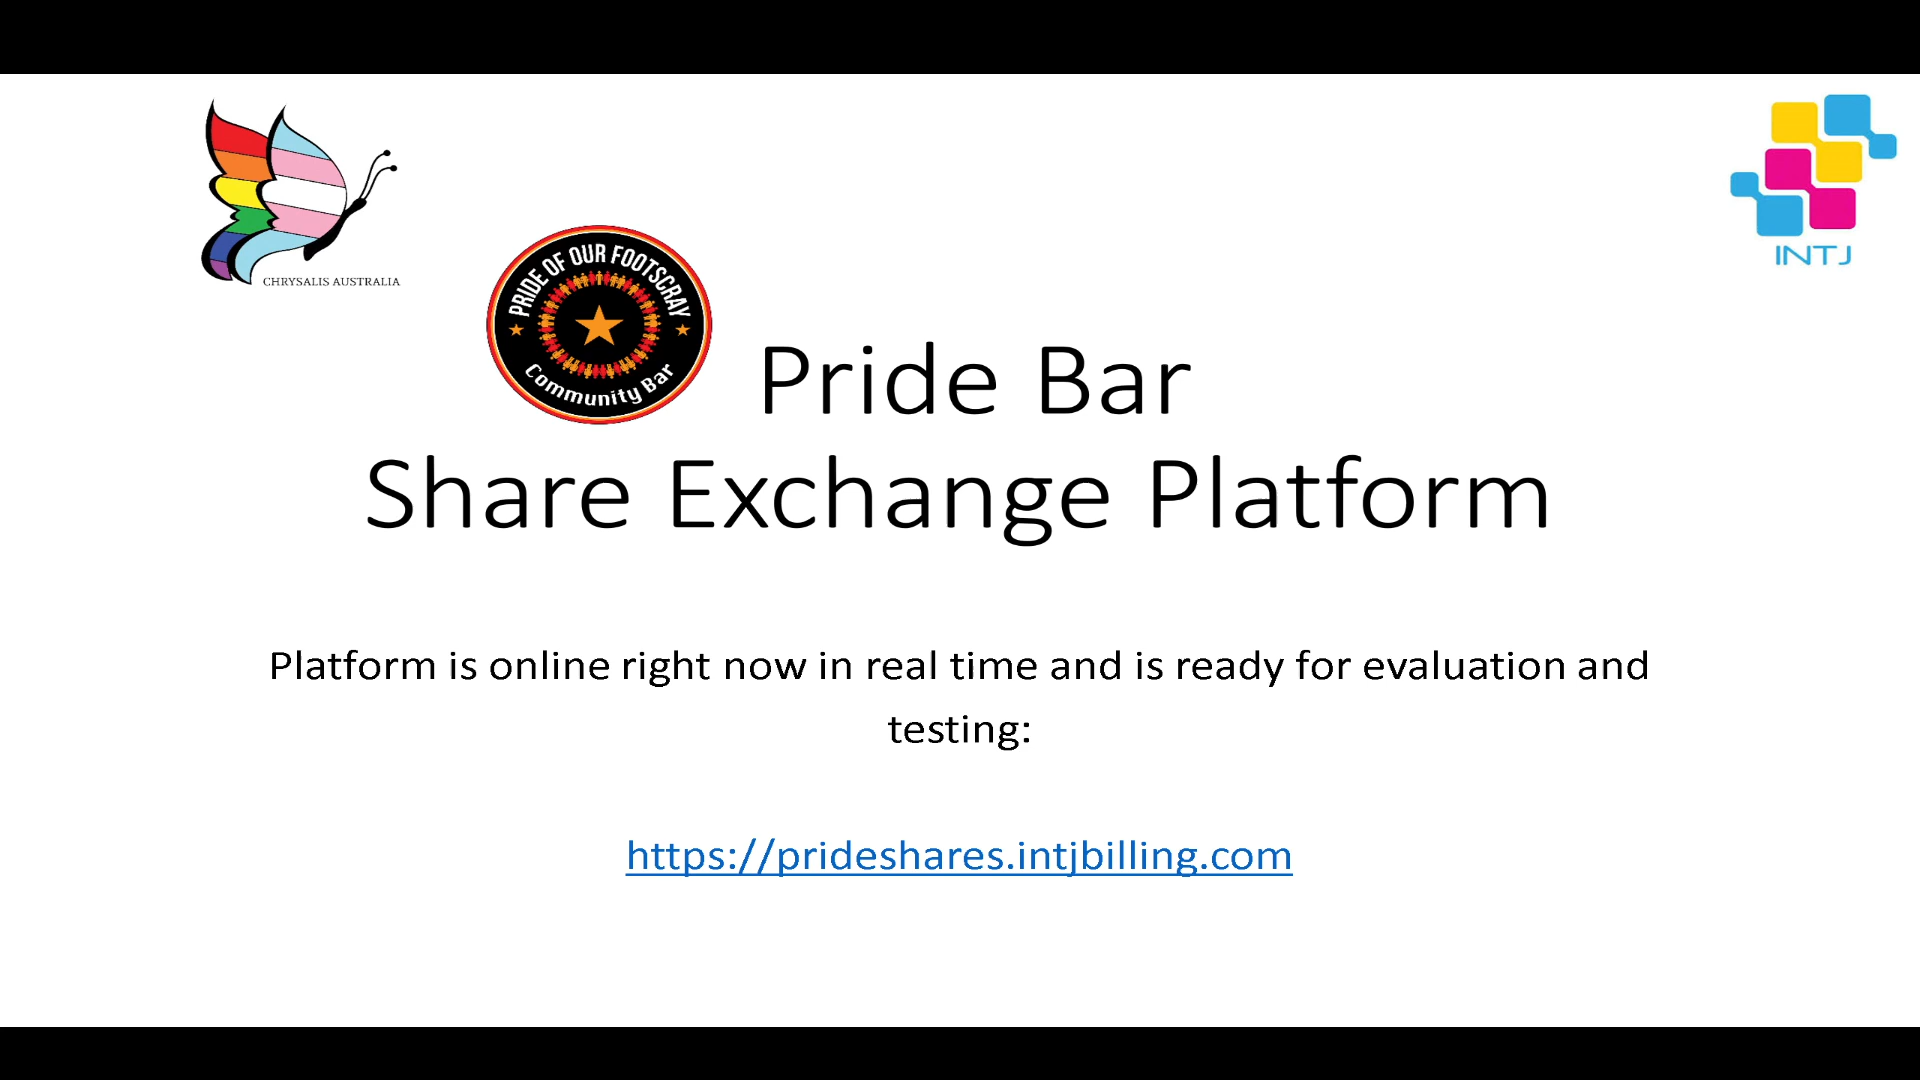 CHRYSALIS AUSTRALIA
INTJ
PRIDE OF OUR FOOTSCRAY
Community Bar
Pride Bar
Share Exchange Platform
Platform is online right now in real time and is ready for evaluation and
testing:
https://prideshares.intjbilling.com